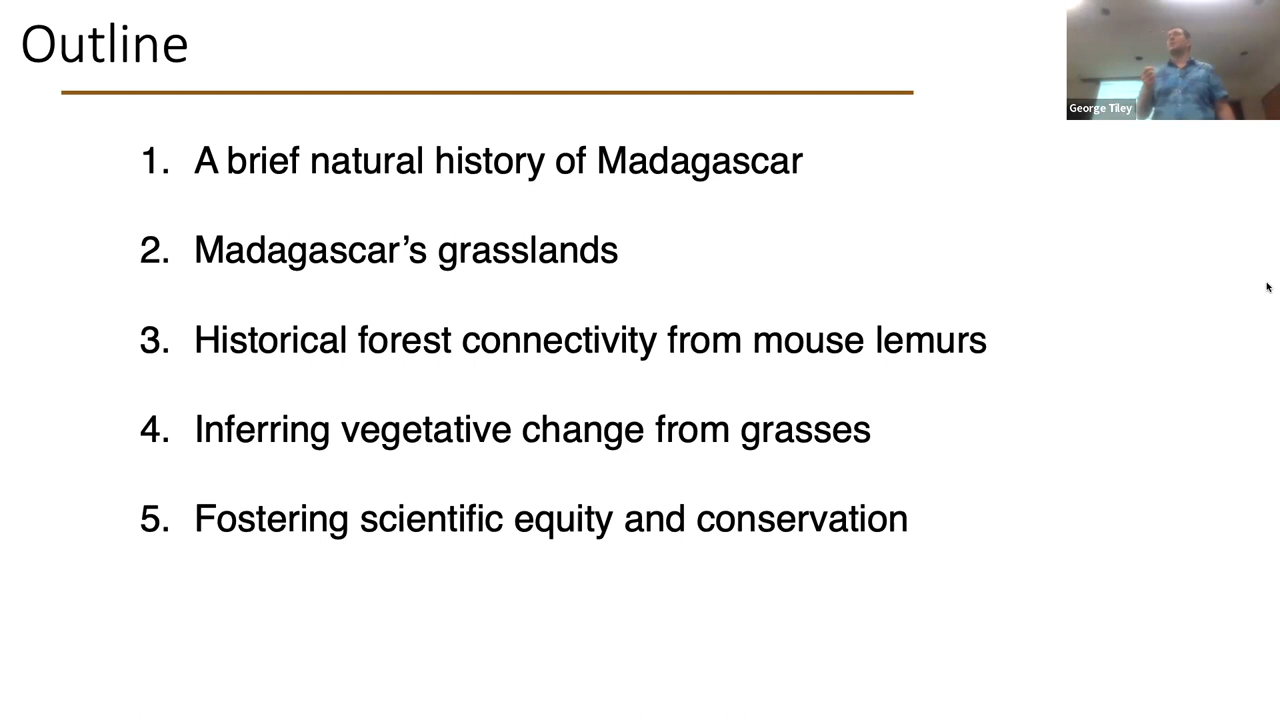 Outline
George Tiley
1. A brief natural history of Madagascar
2. Madagascar’s grasslands
3. Historical forest connectivity from mouse lemurs
4. Inferring vegetative change from grasses
5. Fostering scientific equity and conservation